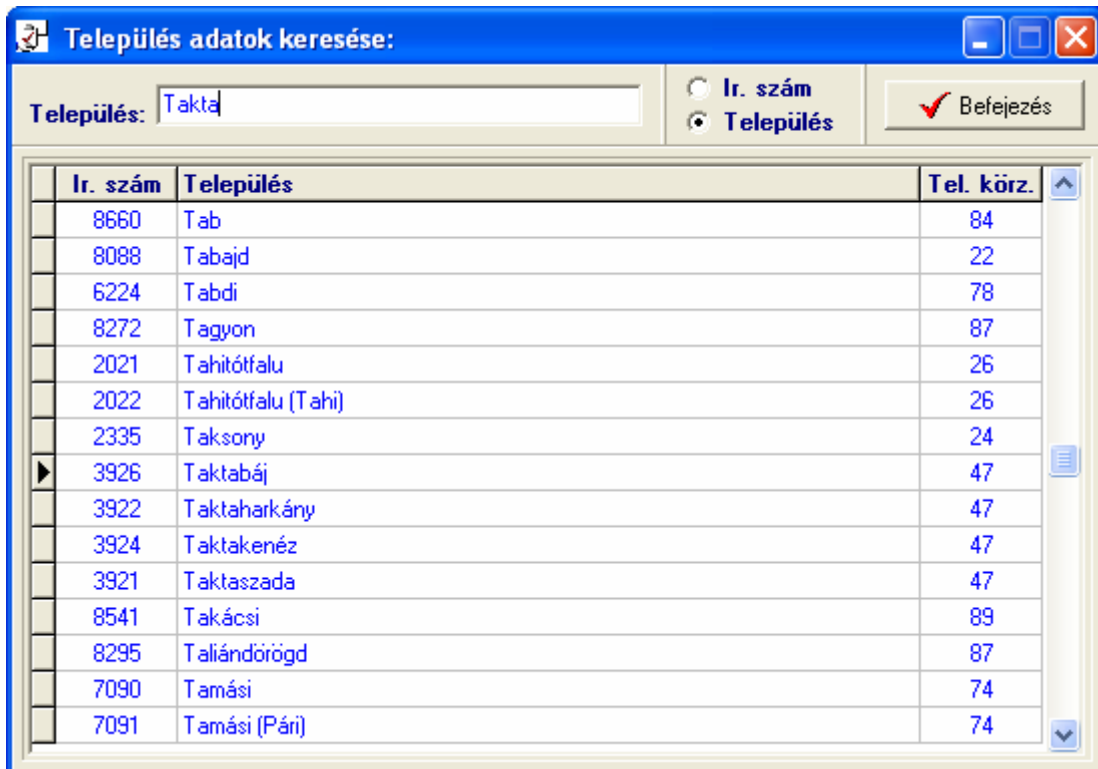 Település adatok keresése:
Település: Takta
Ir. szám
Település
Befejezés
Ir. szám Település Tel. körz.
8660 Tab 84
8088 Tabajd 22
6224 Tabdi 78
8272 Tagyon 87
2021 Tahitótfalu 26
2022 Tahitótfalu (Tahi) 26
2335 Taksony 24
3926 Taktabáj 47
3922 Taktaharkány 47
3924 Taktakenéz 47
3921 Taktaszada 47
8541 Takácsi 89
8295 Taliándörögd 87
7090 Tamási 74
7091 Tamási (Pári) 74